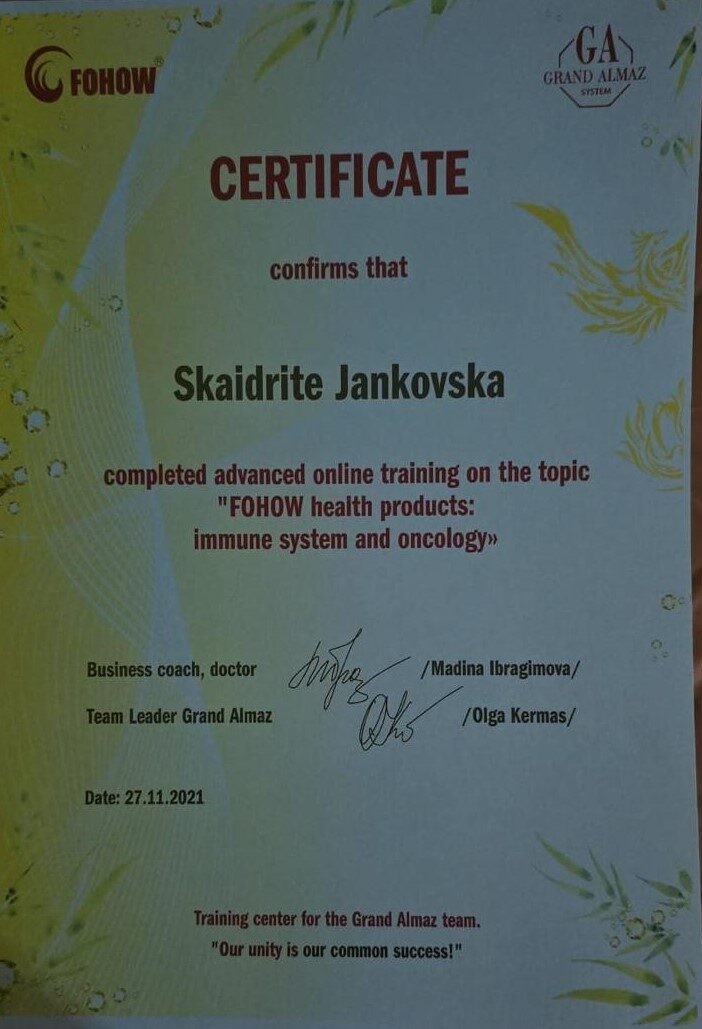 FOHOW®
GA
GRAND ALMAZ
SYSTEM
CERTIFICATE
confirms that
Skaidrite Jankovska
completed advanced online training on the topic
"FOHOW health products:
immune system and oncology»
Business coach, doctor /Madina Ibragimova/
Team Leader Grand Almaz /Olga Kermas/
Date: 27.11.2021
Training center for the Grand Almaz team.
"Our unity is our common success!"